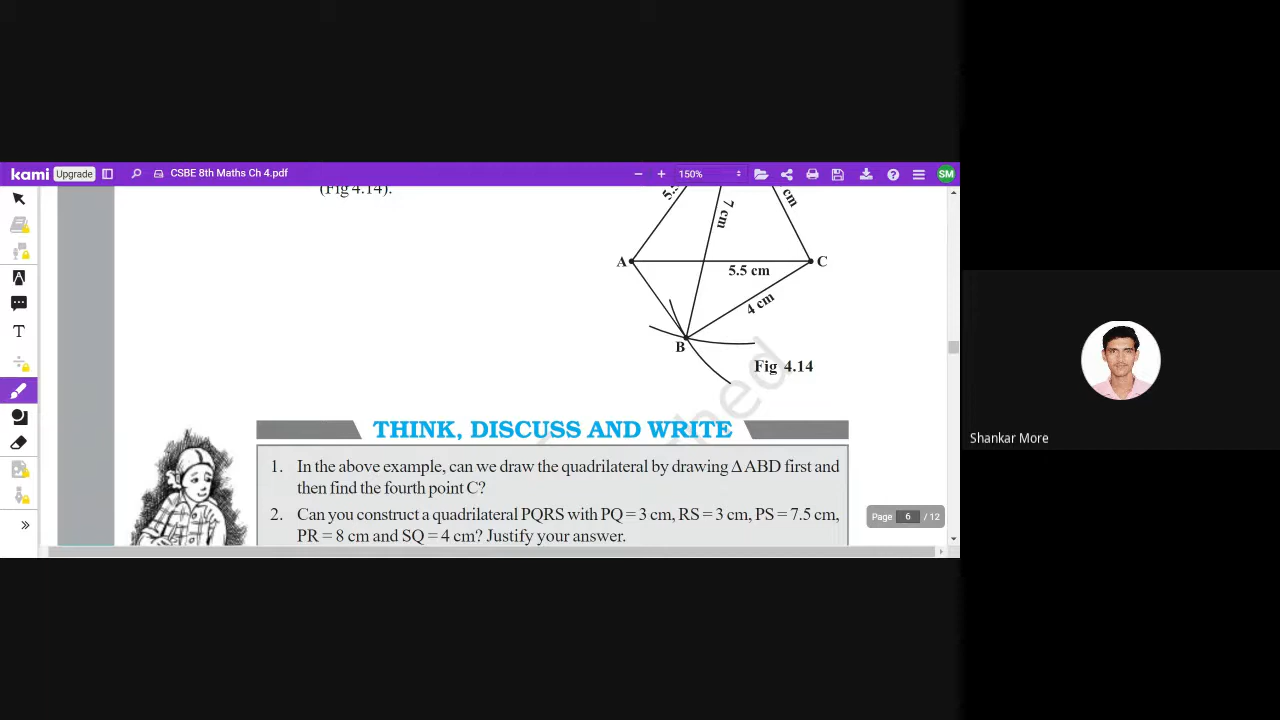 kami Upgrade CSBE 8th Maths Ch 4.pdf 150% SM
(Fig 4.14).
7 cm
cm
A
C
5.5 cm
4 cm
B
Fig 4.14
THINK, DISCUSS AND WRITE
1. In the above example, can we draw the quadrilateral by drawing Δ ABD first and
then find the fourth point C?
2. Can you construct a quadrilateral PQRS with PQ = 3 cm, RS = 3 cm, PS = 7.5 cm,
PR = 8 cm and SQ = 4 cm? Justify your answer.
Page 6 / 12
Shankar More